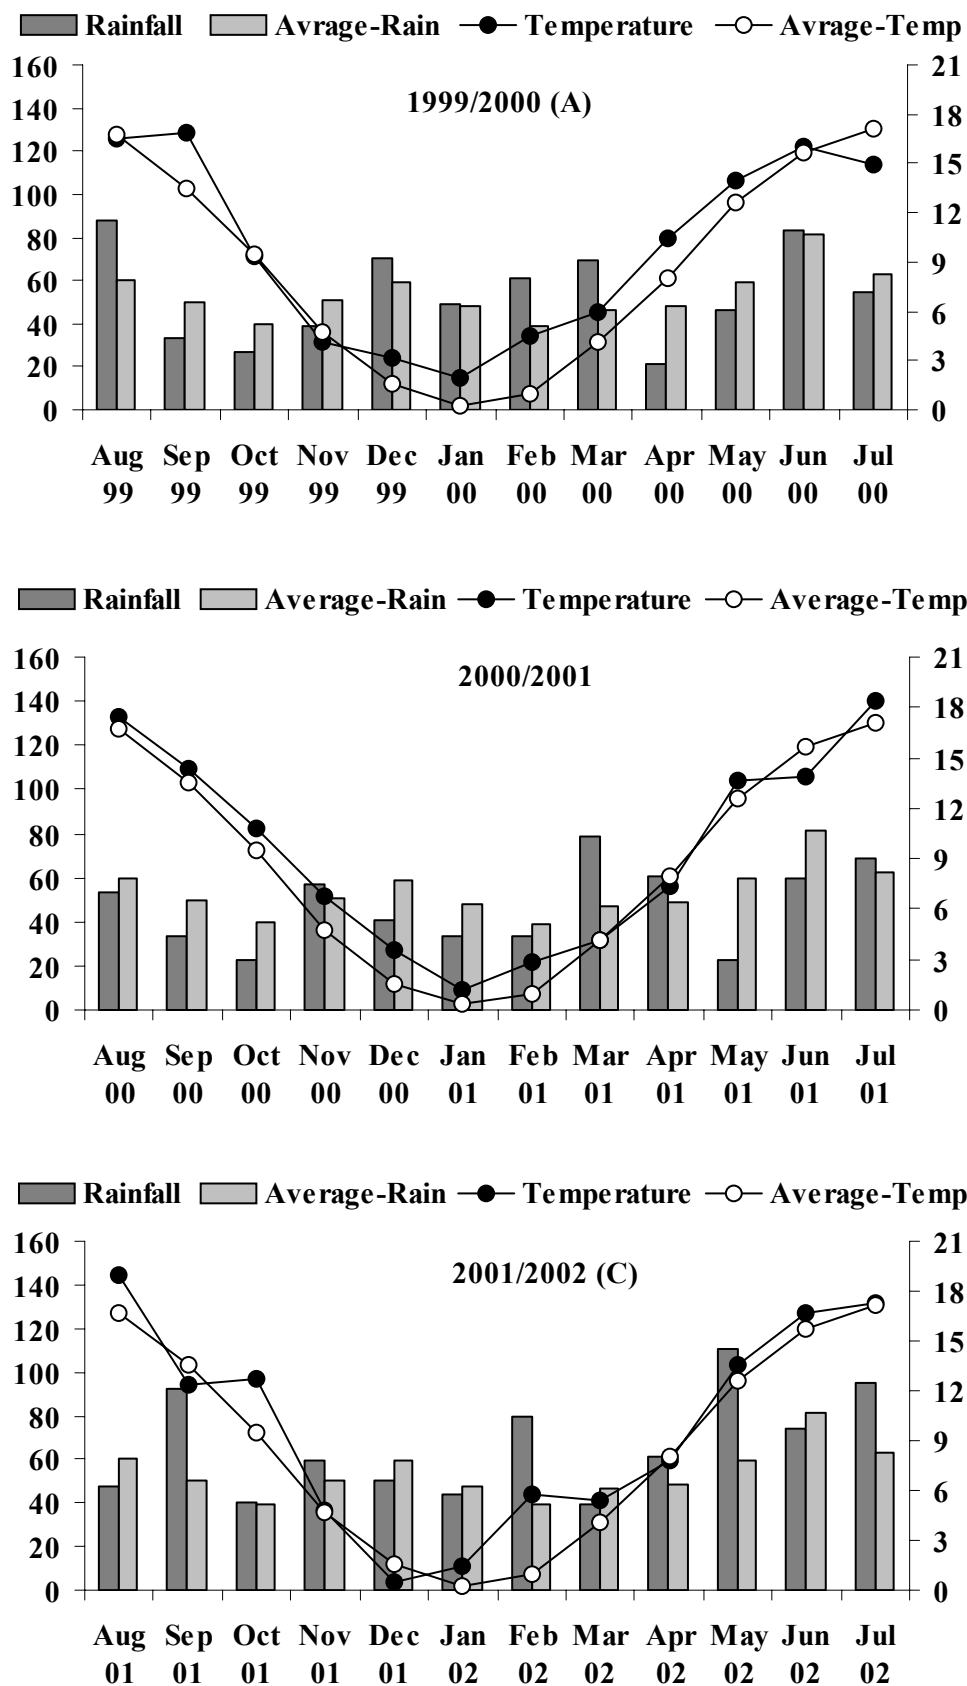 Rainfall Avrage-Rain Temperature Avrage-Temp
1999/2000 (A)
160 21
140 18
120 15
100 12
80 9
60 6
40 3
20 0
0
Aug Sep Oct Nov Dec Jan Feb Mar Apr May Jun Jul
99 99 99 99 99 00 00 00 00 00 00 00
Rainfall Average-Rain Temperature Average-Temp
2000/2001
160 21
140 18
120 15
100 12
80 9
60 6
40 3
20 0
0
Aug Sep Oct Nov Dec Jan Feb Mar Apr May Jun Jul
00 00 00 00 00 01 01 01 01 01 01 01
Rainfall Average-Rain Temperature Average-Temp
2001/2002 (C)
160 21
140 18
120 15
100 12
80 9
60 6
40 3
20 0
0
Aug Sep Oct Nov Dec Jan Feb Mar Apr May Jun Jul
01 01 01 01 01 02 02 02 02 02 02 02